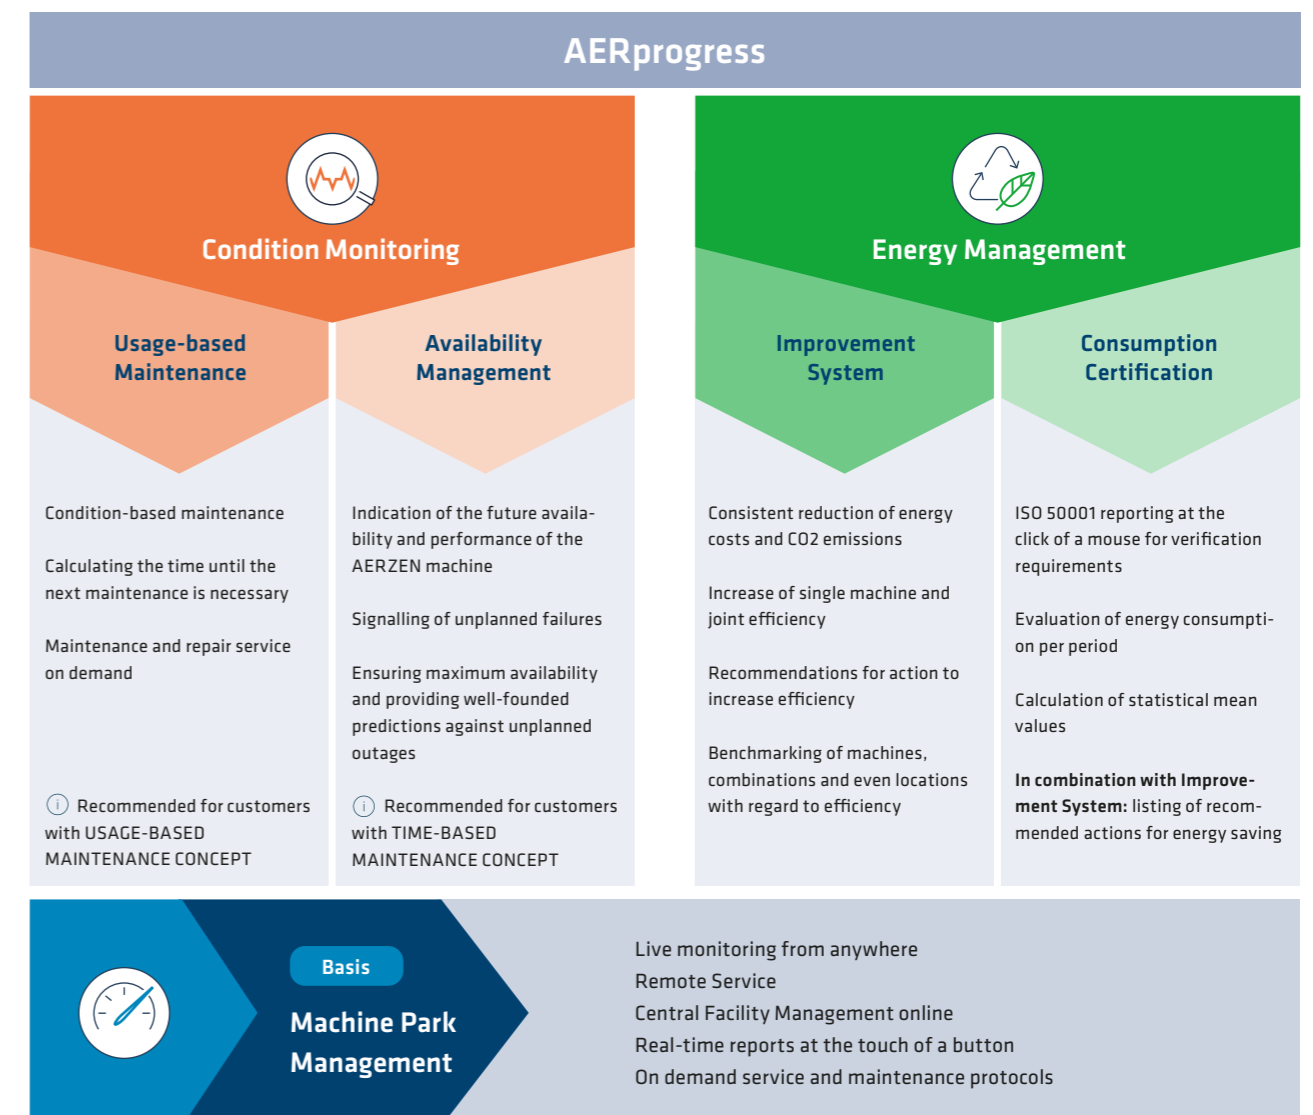 AERprogress
Condition Monitoring
Usage-based
Maintenance
Condition-based maintenance
Calculating the time until the
next maintenance is necessary
Maintenance and repair service
on demand
i Recommended for customers
with USAGE-BASED
MAINTENANCE CONCEPT
Availability
Management
Indication of the future availa-
bility and performance of the
AERZEN machine
Signalling of unplanned failures
Ensuring maximum availability
and providing well-founded
predictions against unplanned
outages
i Recommended for customers
with TIME-BASED
MAINTENANCE CONCEPT
Energy Management
Improvement
System
Consistent reduction of energy
costs and CO2 emissions
Increase of single machine and
joint efficiency
Recommendations for action to
increase efficiency
Benchmarking of machines,
combinations and even locations
with regard to efficiency
Consumption
Certification
ISO 50001 reporting at the
click of a mouse for verification
requirements
Evaluation of energy consumpti-
on per period
Calculation of statistical mean
values
In combination with Improve-
ment System: listing of recom-
mended actions for energy saving
Basis
Machine Park
Management
Live monitoring from anywhere
Remote Service
Central Facility Management online
Real-time reports at the touch of a button
On demand service and maintenance protocols